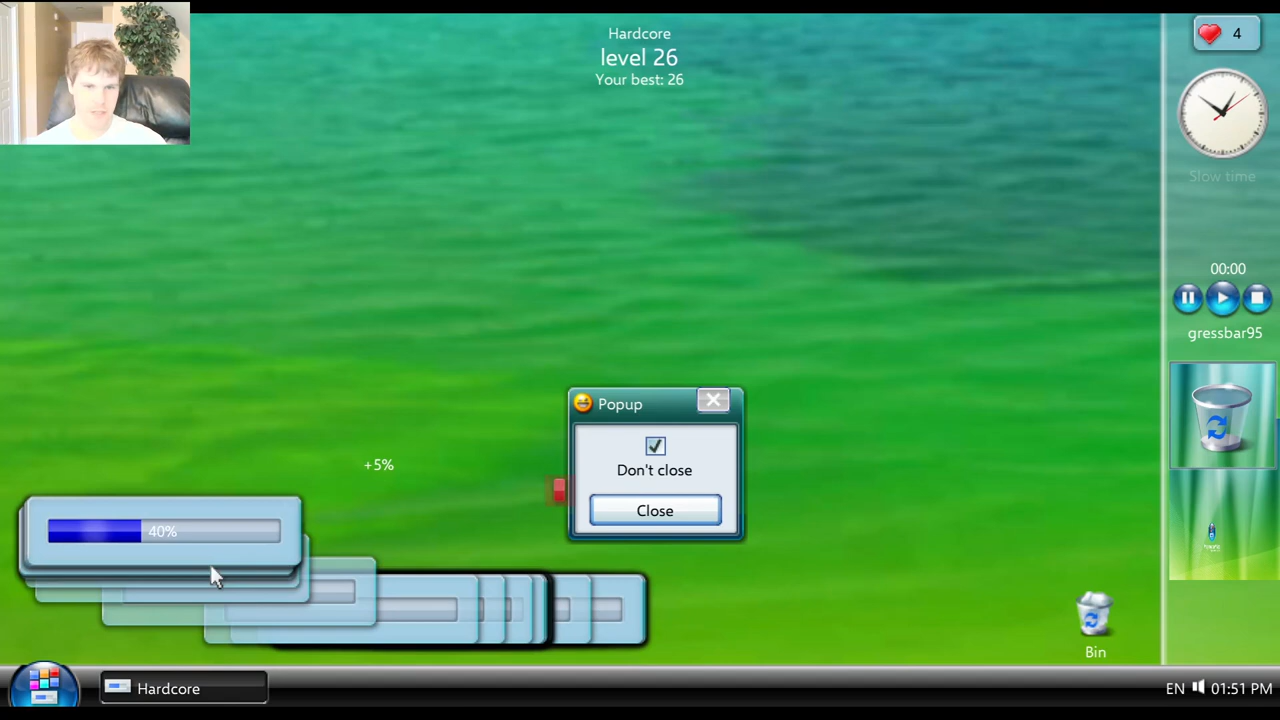 Hardcore
level 26
Your best: 26
4
Slow time
00:00
gressbar95
Popup
Don't close
Close
+5%
40%
Bin
Hardcore
EN 01:51 PM